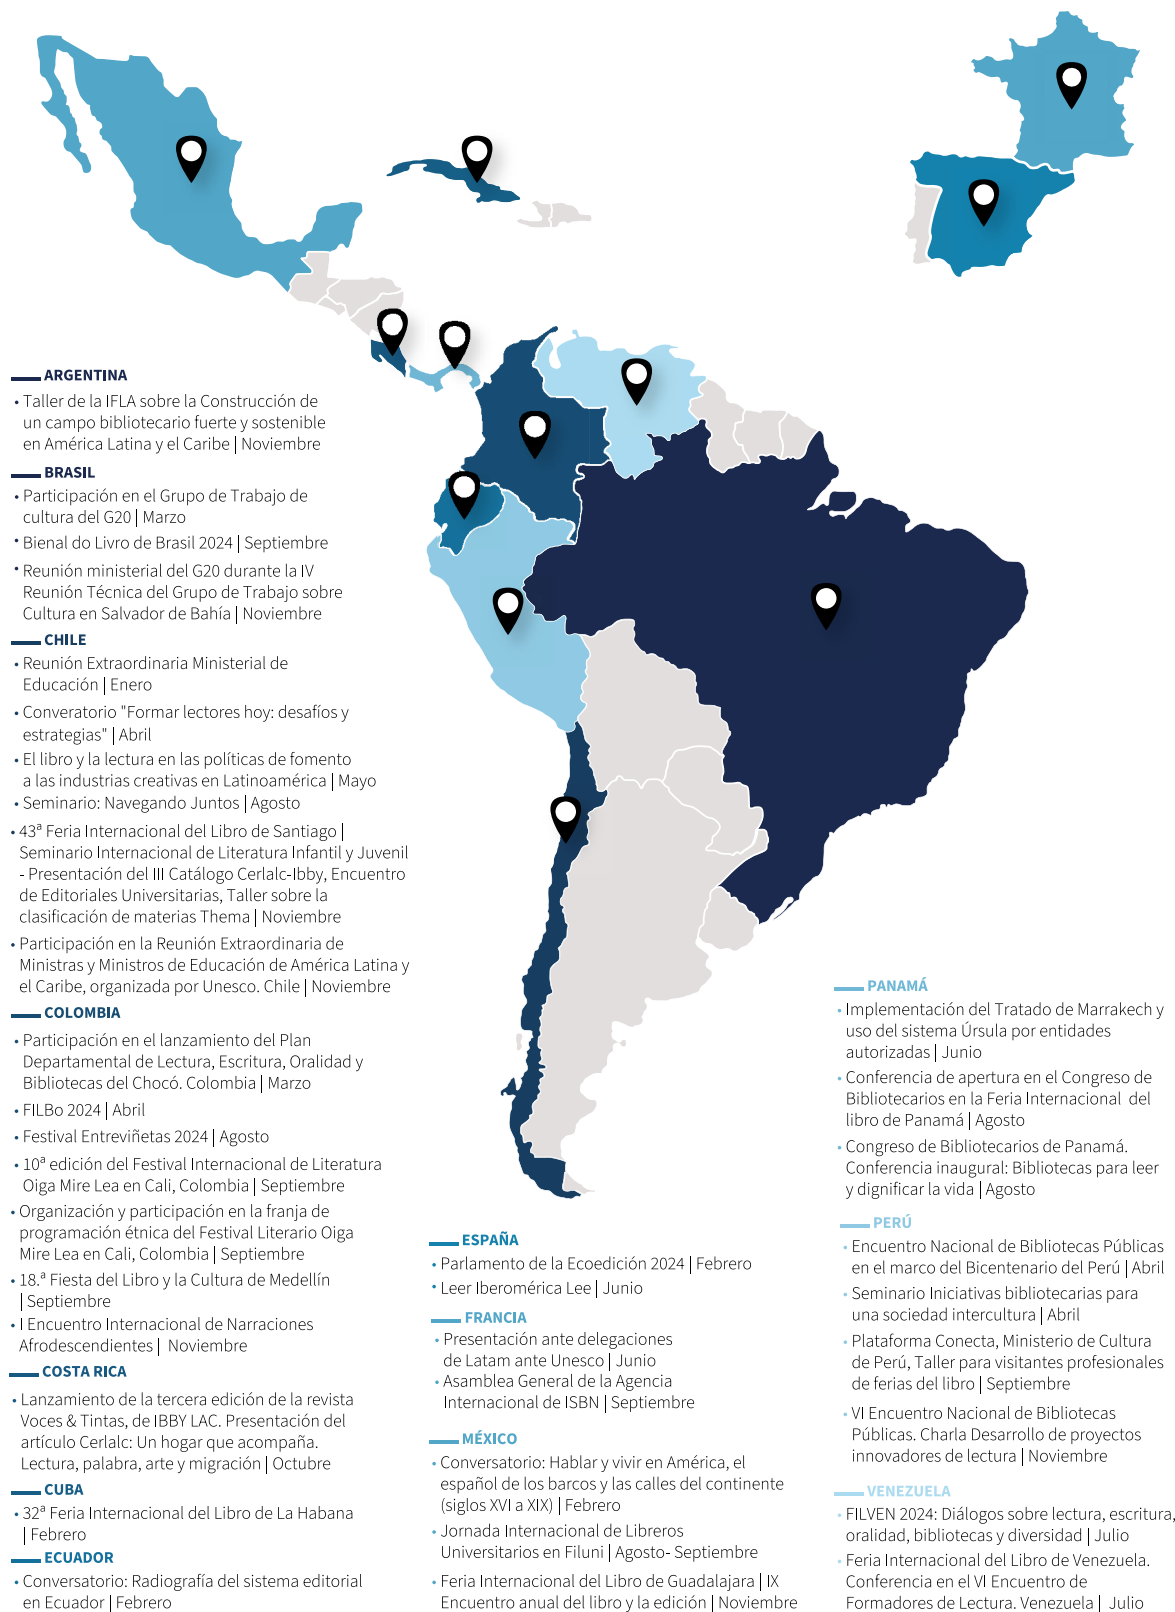 ARGENTINA
• Taller de la IFLA sobre la Construcción de
un campo bibliotecario fuerte y sostenible
en América Latina y el Caribe | Noviembre
BRASIL
• Participación en el Grupo de Trabajo de
cultura del G20 | Marzo
• Bienal do Livro de Brasil 2024 | Septiembre
• Reunión ministerial del G20 durante la IV
Reunión Técnica del Grupo de Trabajo sobre
Cultura en Salvador de Bahía | Noviembre
CHILE
• Reunión Extraordinaria Ministerial de
Educación | Enero
• Converatorio "Formar lectores hoy: desafíos y
estrategias" | Abril
• El libro y la lectura en las políticas de fomento
a las industrias creativas en Latinoamérica | Mayo
• Seminario: Navegando Juntos | Agosto
• 43ª Feria Internacional del Libro de Santiago |
Seminario Internacional de Literatura Infantil y Juvenil
- Presentación del III Catálogo Cerlalc-Ibby, Encuentro
de Editoriales Universitarias, Taller sobre la
clasificación de materias Thema | Noviembre
• Participación en la Reunión Extraordinaria de
Ministras y Ministros de Educación de América Latina y
el Caribe, organizada por Unesco. Chile | Noviembre
COLOMBIA
• Participación en el lanzamiento del Plan
Departamental de Lectura, Escritura, Oralidad y
Bibliotecas del Chocó. Colombia | Marzo
• FILBo 2024 | Abril
• Festival Entreviñetas 2024 | Agosto
• 10ª edición del Festival Internacional de Literatura
Oiga Mire Lea en Cali, Colombia | Septiembre
• Organización y participación en la franja de
programación étnica del Festival Literario Oiga
Mire Lea en Cali, Colombia | Septiembre
• 18.ª Fiesta del Libro y la Cultura de Medellín
| Septiembre
• I Encuentro Internacional de Narraciones
Afrodescendientes | Noviembre
COSTA RICA
• Lanzamiento de la tercera edición de la revista
Voces & Tintas, de IBBY LAC. Presentación del
artículo Cerlalc: Un hogar que acompaña.
Lectura, palabra, arte y migración | Octubre
CUBA
• 32ª Feria Internacional del Libro de La Habana
| Febrero
ECUADOR
• Conversatorio: Radiografía del sistema editorial
en Ecuador | Febrero
ESPAÑA
• Parlamento de la Ecoedición 2024 | Febrero
• Leer Iberomérica Lee | Junio
FRANCIA
• Presentación ante delegaciones
de Latam ante Unesco | Junio
• Asamblea General de la Agencia
Internacional de ISBN | Septiembre
MÉXICO
• Conversatorio: Hablar y vivir en América, el
español de los barcos y las calles del continente
(siglos XVI a XIX) | Febrero
• Jornada Internacional de Libreros
Universitarios en Filuni | Agosto- Septiembre
• Feria Internacional del Libro de Guadalajara | IX
Encuentro anual del libro y la edición | Noviembre
PANAMÁ
• Implementación del Tratado de Marrakech y
uso del sistema Úrsula por entidades
autorizadas | Junio
• Conferencia de apertura en el Congreso de
Bibliotecarios en la Feria Internacional del
libro de Panamá | Agosto
• Congreso de Bibliotecarios de Panamá.
Conferencia inaugural: Bibliotecas para leer
y dignificar la vida | Agosto
PERÚ
• Encuentro Nacional de Bibliotecas Públicas
en el marco del Bicentenario del Perú | Abril
• Seminario Iniciativas bibliotecarias para
una sociedad intercultura | Abril
• Plataforma Conecta, Ministerio de Cultura
de Perú, Taller para visitantes profesionales
de ferias del libro | Septiembre
• VI Encuentro Nacional de Bibliotecas
Públicas. Charla Desarrollo de proyectos
innovadores de lectura | Noviembre
VENEZUELA
• FILVEN 2024: Diálogos sobre lectura, escritura,
oralidad, bibliotecas y diversidad | Julio
• Feria Internacional del Libro de Venezuela.
Conferencia en el VI Encuentro de
Formadores de Lectura. Venezuela | Julio